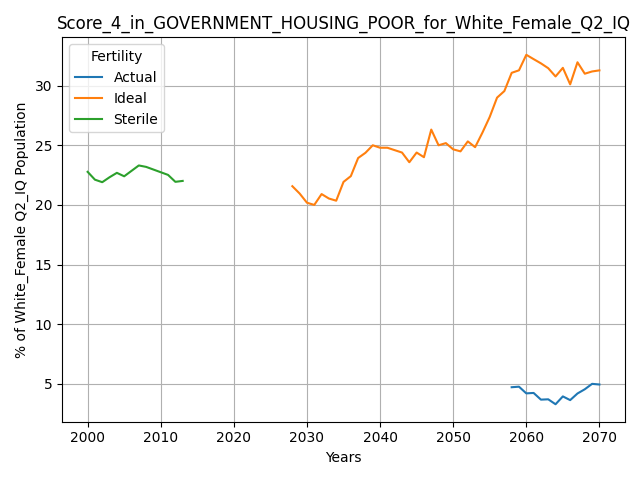 Score_4_in_GOVERNMENT_HOUSING_POOR_for_White_Female_Q2_IQ
Fertility
Actual
Ideal
Sterile
% of White_Female Q2_IQ Population
30
25
20
15
10
5
2000 2010 2020 2030 2040 2050 2060 2070
Years